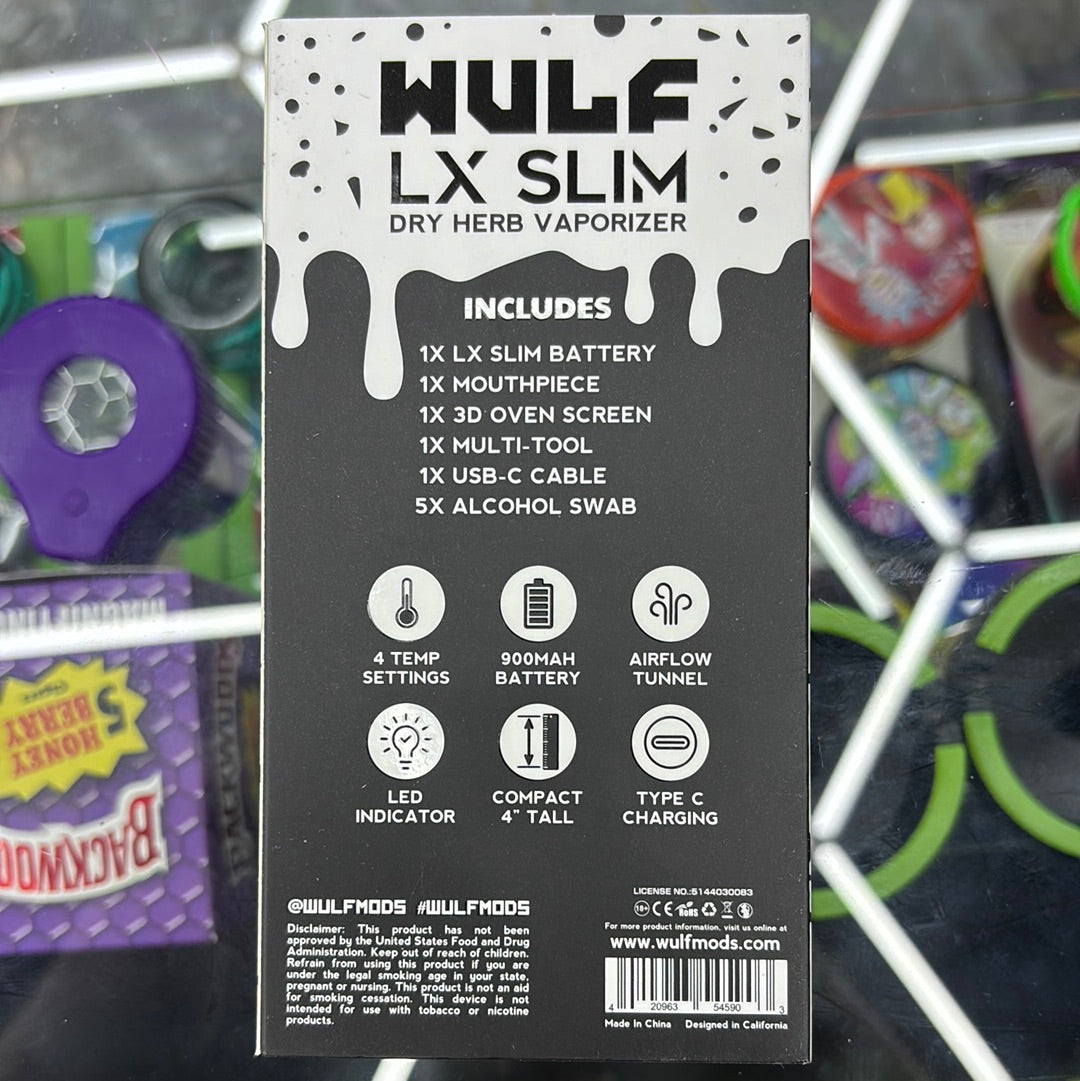 WULF
LX SLIM
DRY HERB VAPORIZER
INCLUDES
1X LX SLIM BATTERY
1X MOUTHPIECE
1X 3D OVEN SCREEN
1X MULTI-TOOL
1X USB-C CABLE
5X ALCOHOL SWAB
4 TEMP
SETTINGS
900MAH
BATTERY
AIRFLOW
TUNNEL
LED
INDICATOR
COMPACT
4” TALL
TYPE C
CHARGING
@WULFMODS #WULFMODS
Disclaimer: This product has not been
approved by the United States Food and Drug
Administration. Keep out of reach of children.
Refrain from using this product if you are
under the legal smoking age in your state,
pregnant or nursing. This product is not an aid
for smoking cessation. This device is not
intended for use with tobacco or nicotine
products.
LICENSE NO.:5144030083
18+ CE RoHS
For more product information, visit us online at
www.wulfmods.com
4 20963 54590 3
Made in China Designed in California
5
HONEY
BERRY
BACKWOO
BACKWOODS